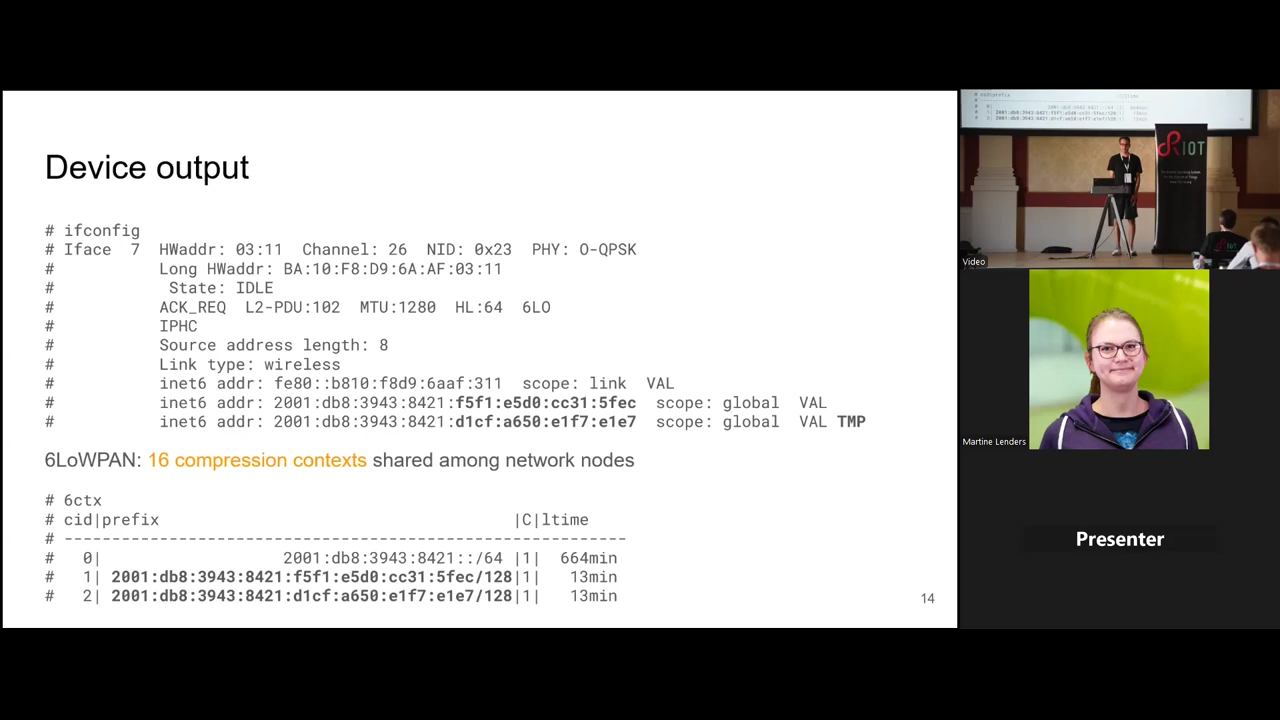 Device output
# ifconfig
# Iface  7  HWaddr: 03:11  Channel: 26  NID: 0x23  PHY: O-QPSK
#           Long HWaddr: BA:10:F8:D9:6A:AF:03:11
#            State: IDLE
#           ACK_REQ  L2-PDU:102  MTU:1280  HL:64  6LO
#           IPHC
#           Source address length: 8
#           Link type: wireless
#           inet6 addr: fe80::b810:f8d9:6aaf:311  scope: link  VAL
#           inet6 addr: 2001:db8:3943:8421:f5f1:e5d0:cc31:5fec  scope: global  VAL
#           inet6 addr: 2001:db8:3943:8421:d1cf:a650:e1f7:e1e7  scope: global  VAL TMP
6LoWPAN: 16 compression contexts shared among network nodes
# 6ctx
# cid|prefix                                     |C|ltime
# -----------------------------------------------------------
#   0|                   2001:db8:3943:8421::/64 |1|  664min
#   1| 2001:db8:3943:8421:f5f1:e5d0:cc31:5fec/128|1|   13min
#   2| 2001:db8:3943:8421:d1cf:a650:e1f7:e1e7/128|1|   13min
14
RIOT
Video
Martine Lenders
Presenter